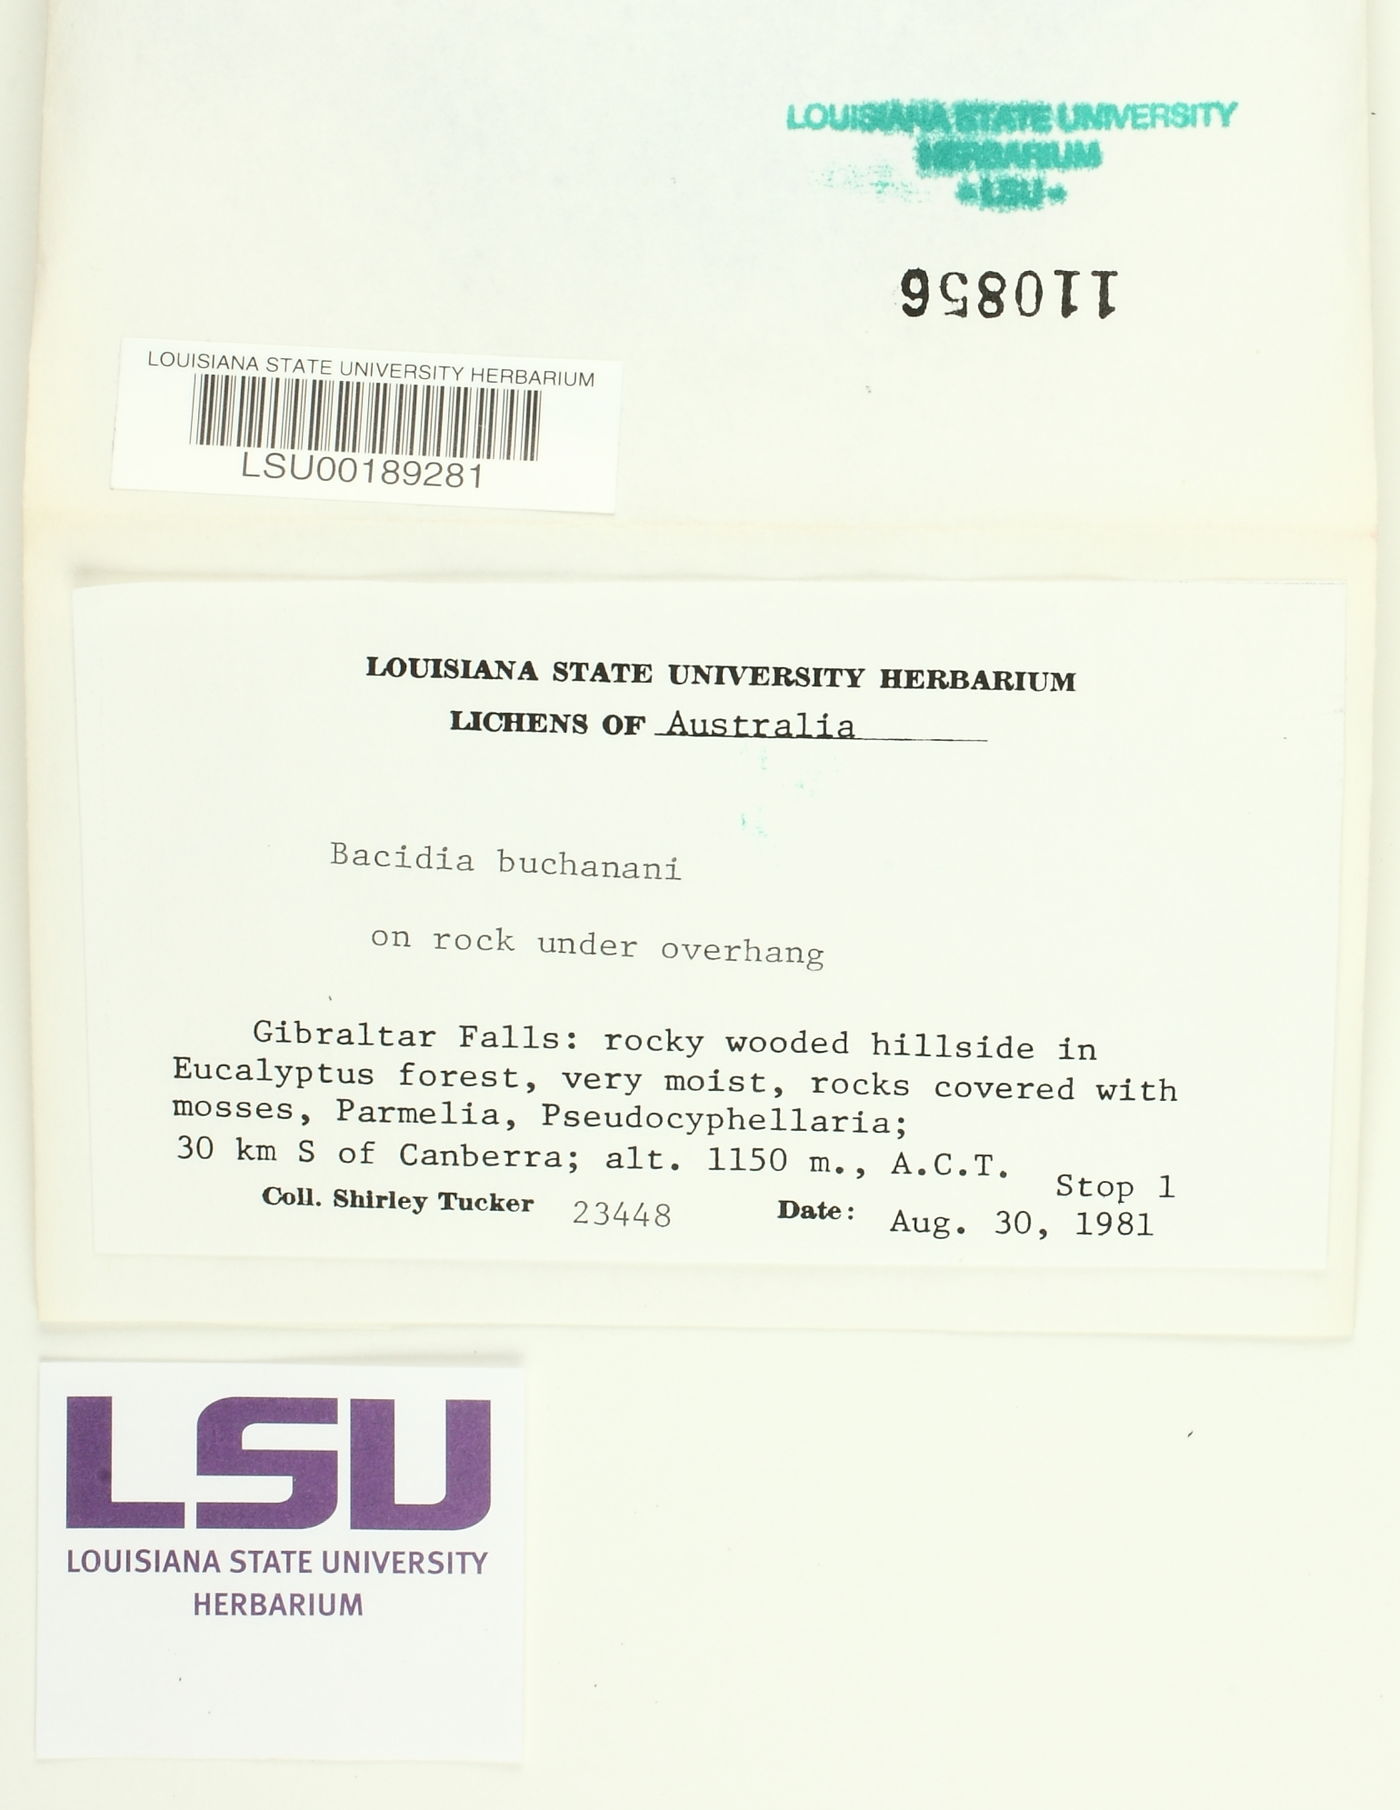 LOUISIANA STATE UNIVERSITY
HERBARIUM
• LSU •
110856
LOUISIANA STATE UNIVERSITY HERBARIUM
LSU00189281
LOUISIANA STATE UNIVERSITY HERBARIUM
LICHENS OF Australia
Bacidia buchanani
on rock under overhang
Gibraltar Falls: rocky wooded hillside in
Eucalyptus forest, very moist, rocks covered with
mosses, Parmelia, Pseudocyphellaria;
30 km S of Canberra; alt. 1150 m., A.C.T. Stop 1
Coll. Shirley Tucker 23448 Date: Aug. 30, 1981
LSU
LOUISIANA STATE UNIVERSITY
HERBARIUM